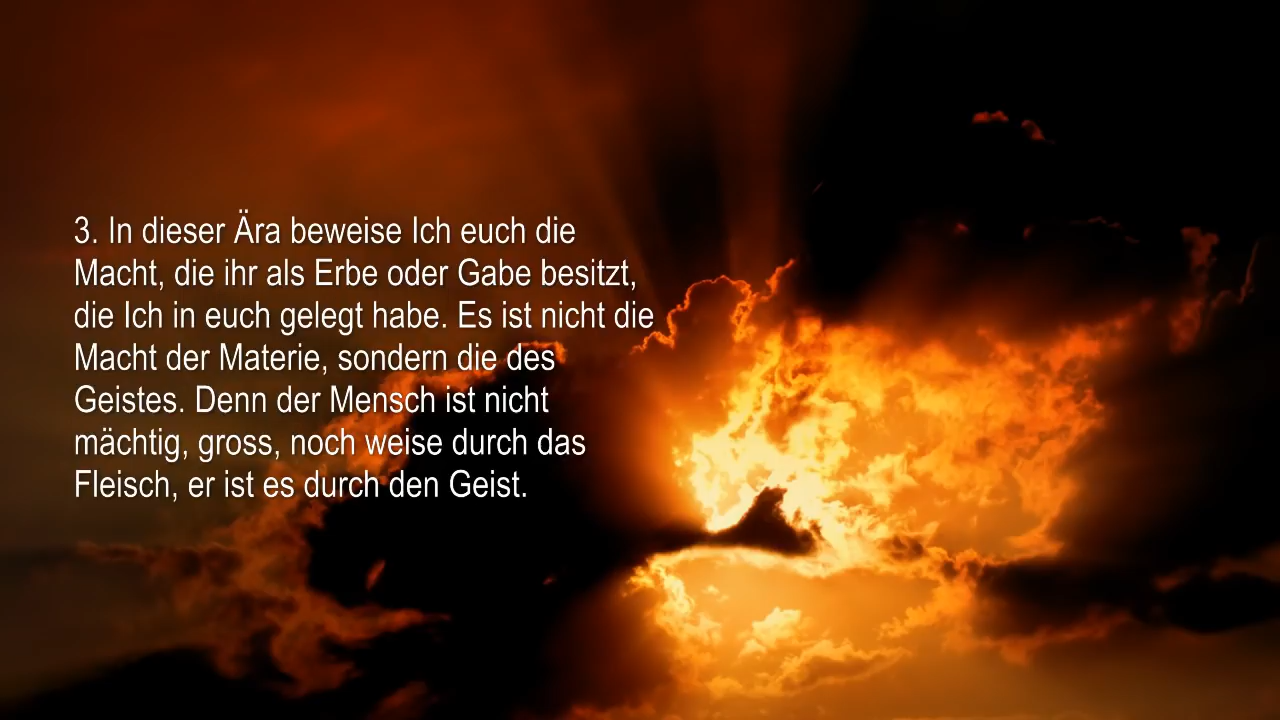 3. In dieser Ära beweise Ich euch die
Macht, die ihr als Erbe oder Gabe besitzt,
die Ich in euch gelegt habe. Es ist nicht die
Macht der Materie, sondern die des
Geistes. Denn der Mensch ist nicht
mächtig, gross, noch weise durch das
Fleisch, er ist es durch den Geist.